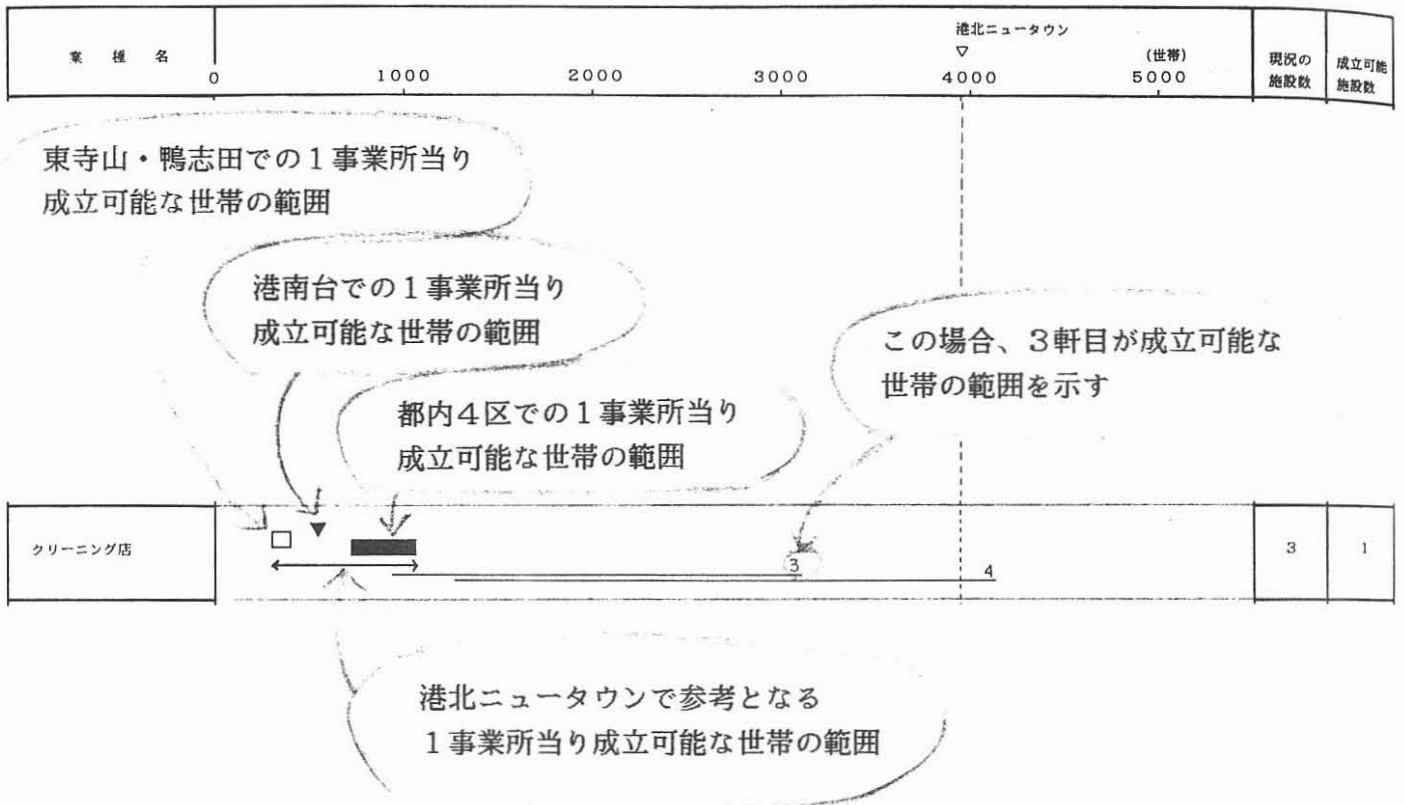 業種名
港北ニュータウン
▽
(世帯)
0 1000 2000 3000 4000 5000
現況の
施設数
成立可能
施設数
東寺山・鴨志田での1事業所当り
成立可能な世帯の範囲
港南台での1事業所当り
成立可能な世帯の範囲
都内4区での1事業所当り
成立可能な世帯の範囲
この場合、3軒目が成立可能な
世帯の範囲を示す
クリーニング店
3
4
3
1
港北ニュータウンで参考となる
1事業所当り成立可能な世帯の範囲